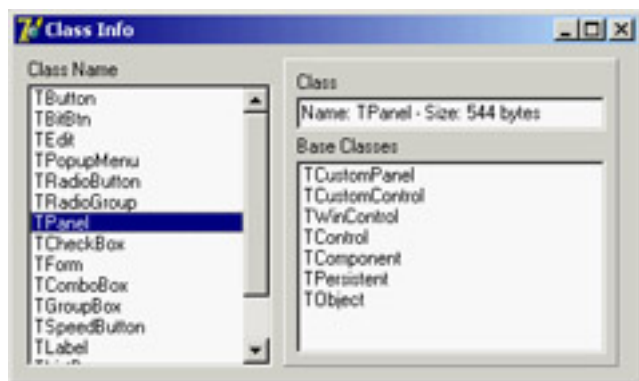 Class Info
Class Name
TButton
TBitBtn
TEdit
TPopupMenu
TRadioButton
TRadioGroup
TPanel
TCheckBox
TForm
TComboBox
TGroupBox
TSpeedButton
TLabel
Class
Name: TPanel - Size: 544 bytes
Base Classes
TCustomPanel
TCustomControl
TWinControl
TControl
TComponent
TPersistent
TObject